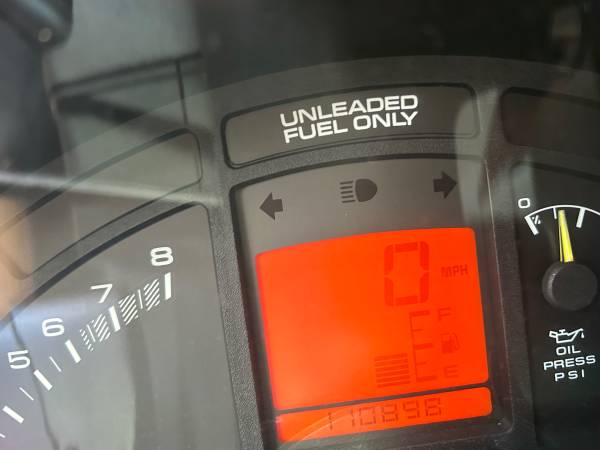 UNLEADED
FUEL ONLY
8
7
6
5
0
MPH
F
E
110896
0
OIL
PRESS
PSI